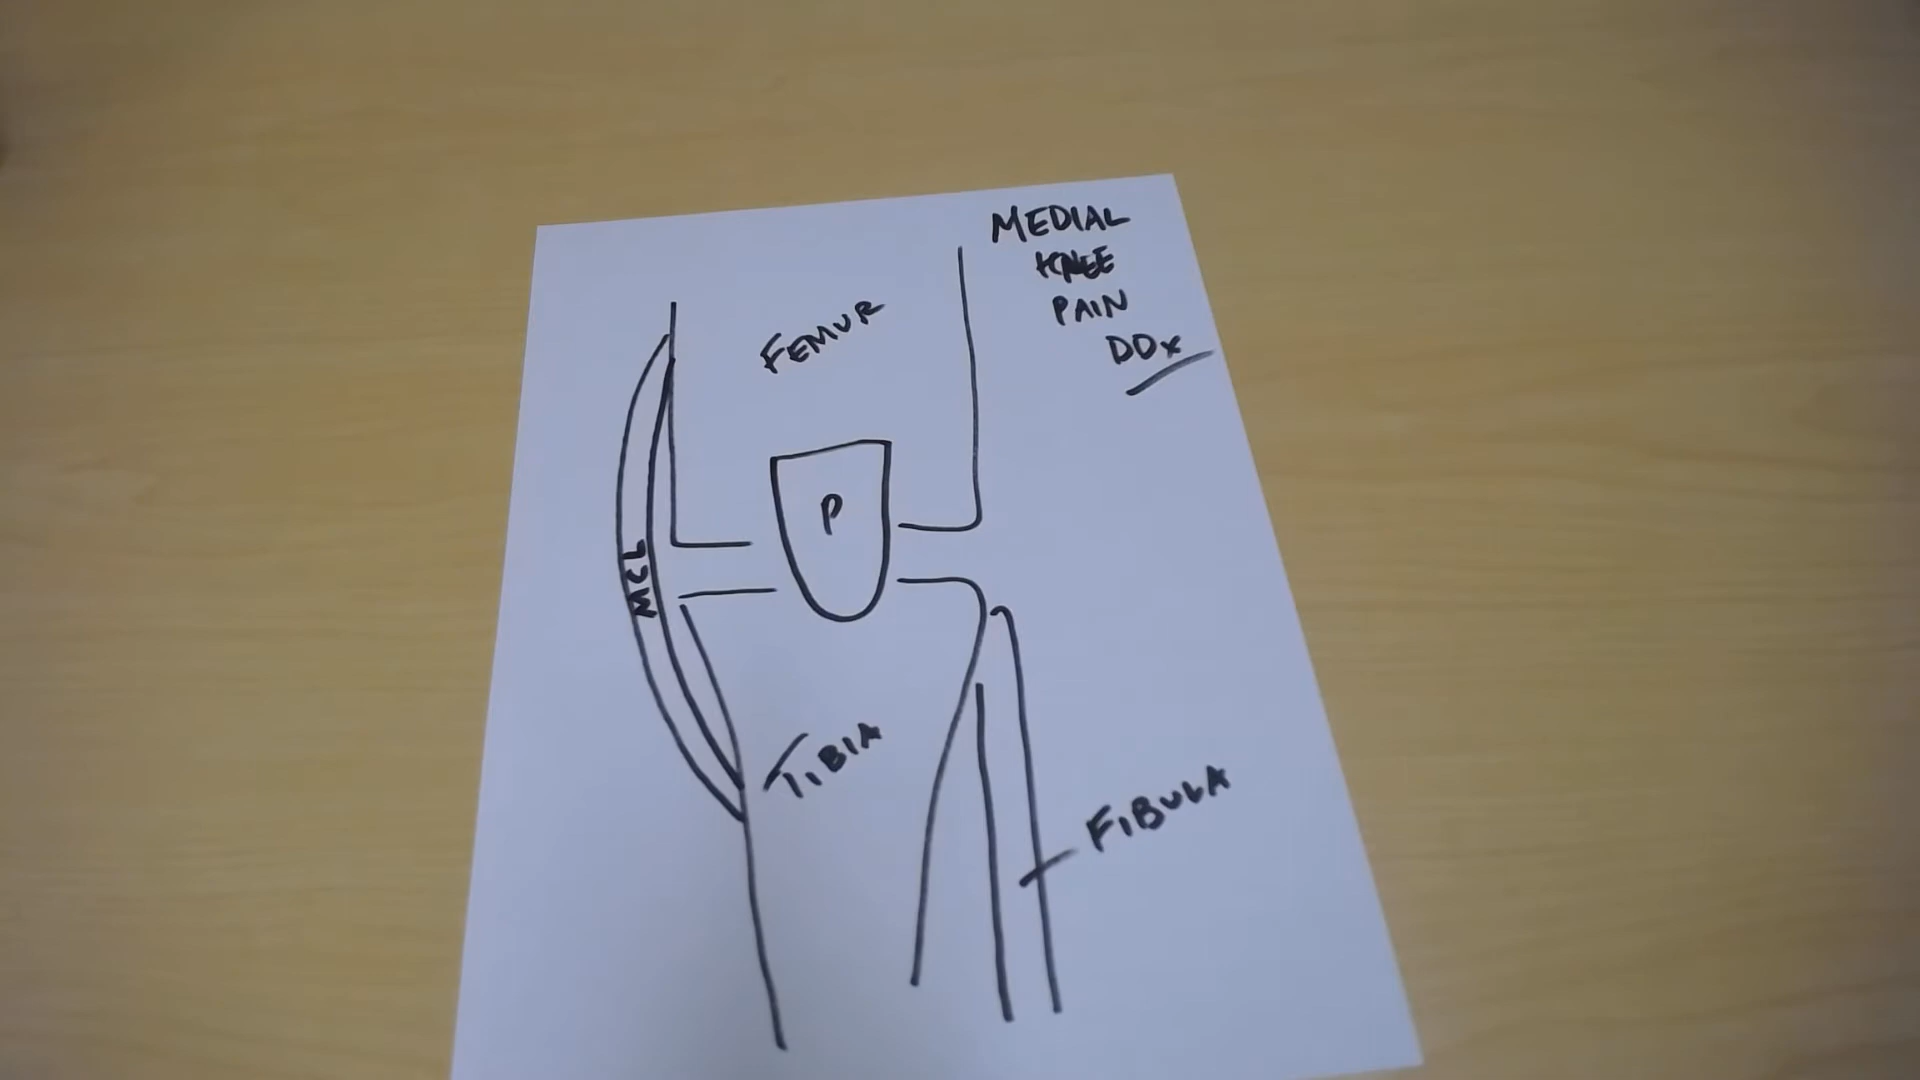 MEDIAL
KNEE
PAIN
DDx
FEMUR
P
MCL
TIBIA
FIBULA